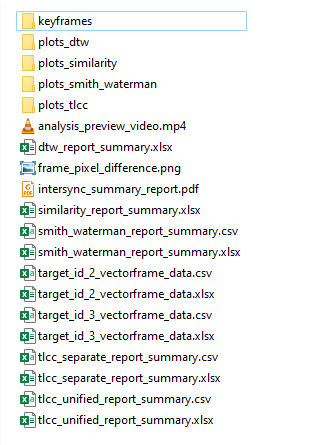 keyframes
plots_dtw
plots_similarity
plots_smith_waterman
plots_tlcc
analysis_preview_video.mp4
dtw_report_summary.xlsx
frame_pixel_difference.png
intersync_summary_report.pdf
similarity_report_summary.xlsx
smith_waterman_report_summary.csv
smith_waterman_report_summary.xlsx
target_id_2_vectorframe_data.csv
target_id_2_vectorframe_data.xlsx
target_id_3_vectorframe_data.csv
target_id_3_vectorframe_data.xlsx
tlcc_separate_report_summary.csv
tlcc_separate_report_summary.xlsx
tlcc_unified_report_summary.csv
tlcc_unified_report_summary.xlsx